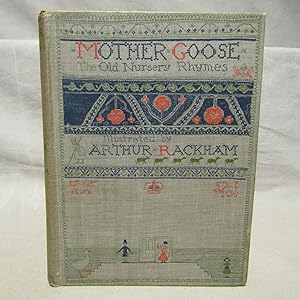 MOTHER GOOSE
The Old Nursery Rhymes
Illustrated by
ARTHUR RACKHAM